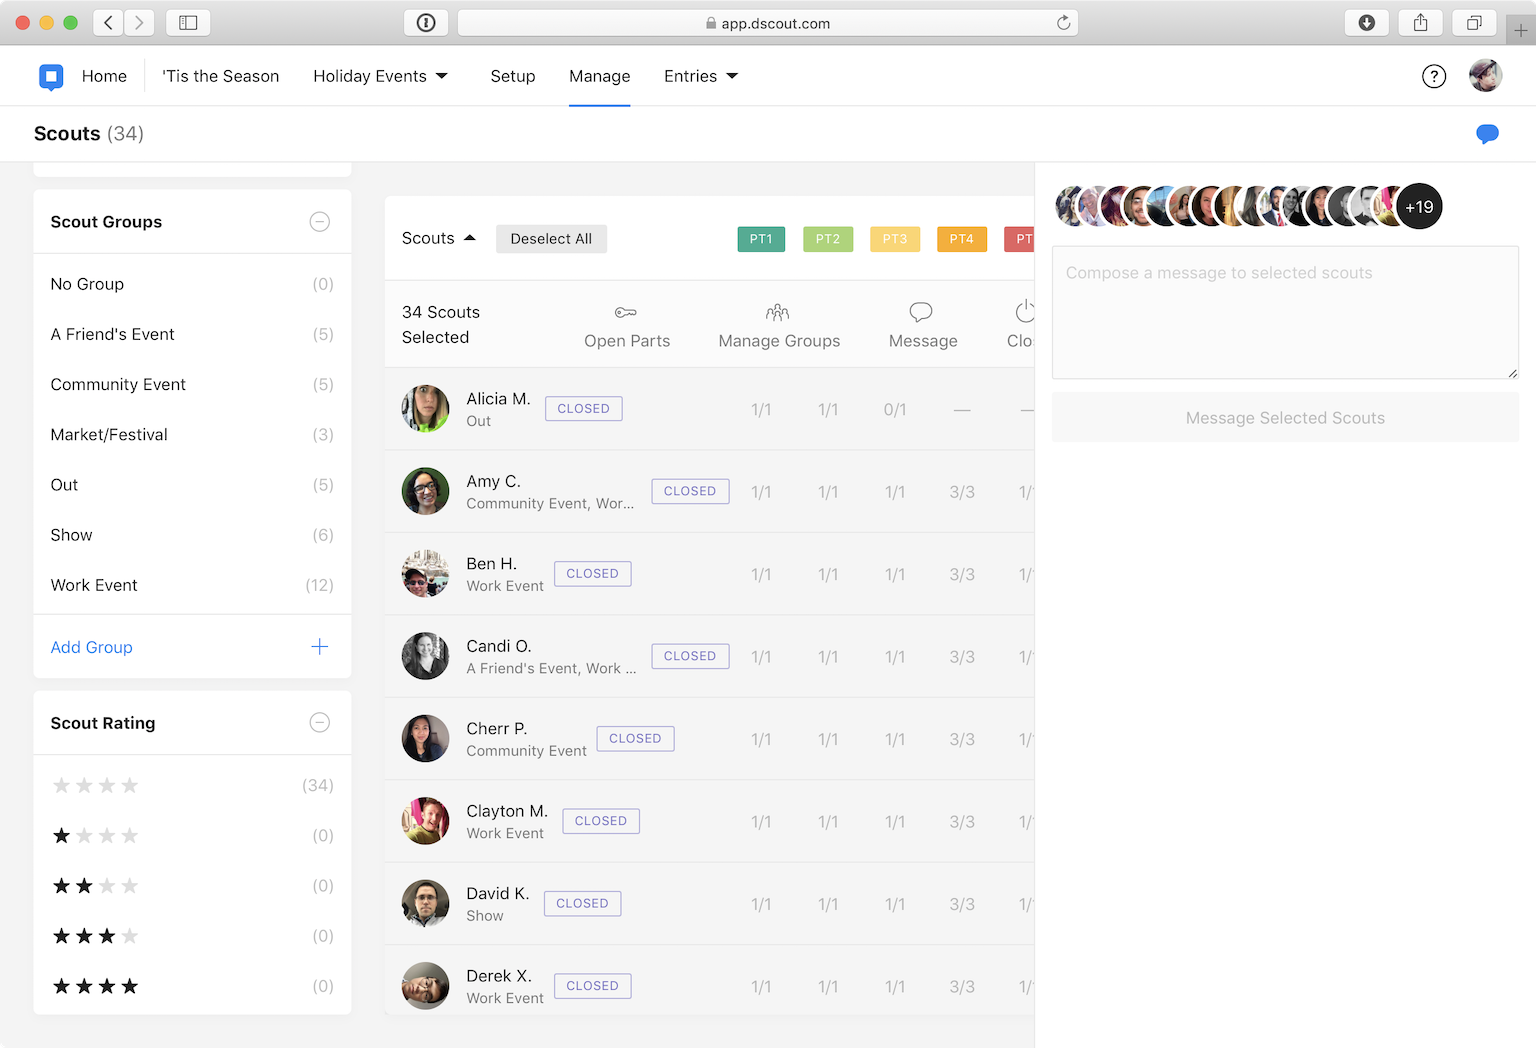 app.dscout.com
Home
'Tis the Season
Holiday Events
Setup
Manage
Entries
?
Scouts (34)
Scout Groups
No Group (0)
A Friend's Event (5)
Community Event (5)
Market/Festival (3)
Out (5)
Show (6)
Work Event (12)
Add Group
Scout Rating
(34)
(0)
(0)
(0)
(0)
Scouts
Deselect All
PT1
PT2
PT3
PT4
PT
34 Scouts
Selected
Open Parts
Manage Groups
Message
Clo
Alicia M.
Out
CLOSED
1/1 1/1 0/1 — —
Amy C.
Community Event, Wor...
CLOSED
1/1 1/1 1/1 3/3 1/
Ben H.
Work Event
CLOSED
1/1 1/1 1/1 3/3 1/
Candi O.
A Friend's Event, Work ...
CLOSED
1/1 1/1 1/1 3/3 1/
Cherr P.
Community Event
CLOSED
1/1 1/1 1/1 3/3 1/
Clayton M.
Work Event
CLOSED
1/1 1/1 1/1 3/3 1/
David K.
Show
CLOSED
1/1 1/1 1/1 3/3 1/
Derek X.
Work Event
CLOSED
1/1 1/1 1/1 3/3 1/
+19
Compose a message to selected scouts
Message Selected Scouts